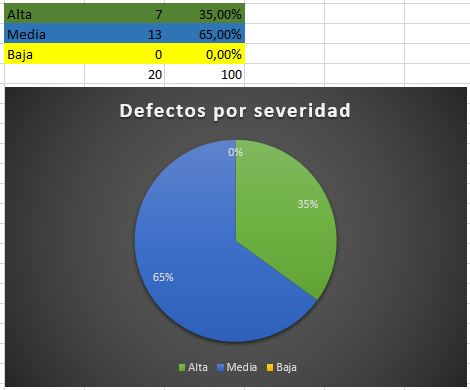 Alta 7 35,00%
Media 13 65,00%
Baja 0 0,00%
20 100
Defectos por severidad
0%
35%
65%
Alta Media Baja